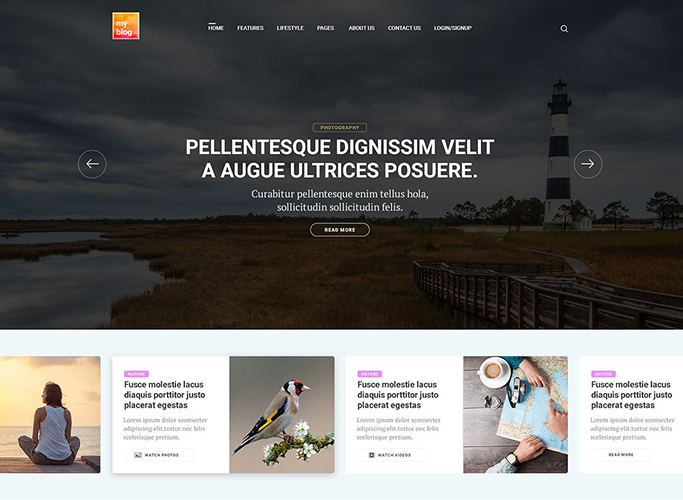 my
blog
HOME FEATURES LIFESTYLE PAGES ABOUT US CONTACT US LOGIN/SIGNUP
PHOTOGRAPHY
PELLENTESQUE DIGNISSIM VELIT
A AUGUE ULTRICES POSUERE.
Curabitur pellentesque enim tellus hola,
sollicitudin sollicitudin felis.
READ MORE
NATURE
Fusce molestie lacus
diaquis porttitor justo
placerat egestas
Lorem ipsum dolor sconsecter
adipiscing elit.tortor nec felis
scelerisque pretium.
WATCH PHOTOS
NATURE
Fusce molestie lacus
diaquis porttitor justo
placerat egestas
Lorem ipsum dolor sconsecter
adipiscing elit.tortor nec felis
scelerisque pretium.
WATCH VIDEOS
NATURE
Fusce molestie lacus
diaquis porttitor justo
placerat egestas
Lorem ipsum dolor sconsecter
adipiscing elit.tortor nec felis
scelerisque pretium.
READ MORE